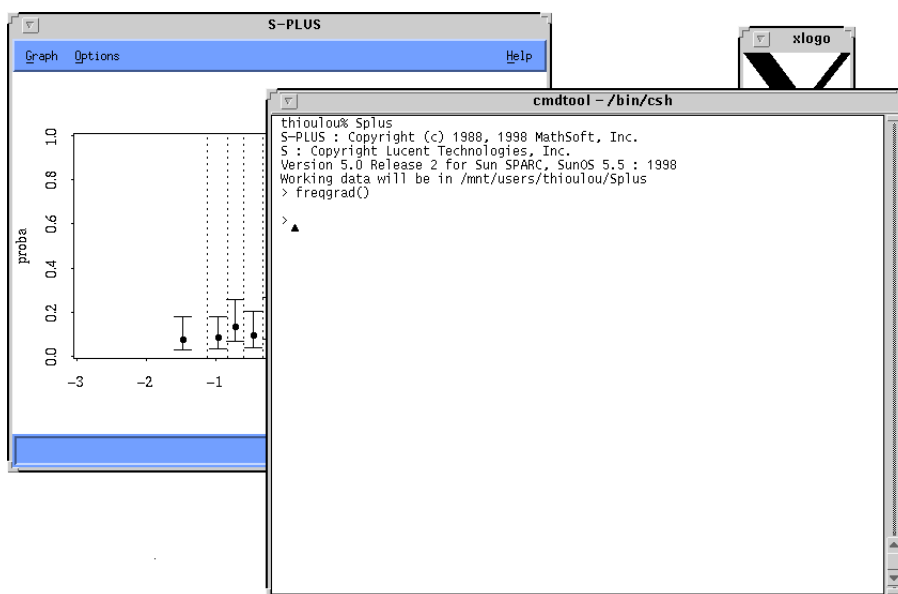 S-PLUS
Graph Options Help
1.0
0.8
0.6
0.4
0.2
0.0
proba
-3 -2 -1
xlogo
cmdtool - /bin/csh
thioulou% Splus
S-PLUS : Copyright (c) 1988, 1998 MathSoft, Inc.
S : Copyright Lucent Technologies, Inc.
Version 5.0 Release 2 for Sun SPARC, SunOS 5.5 : 1998
Working data will be in /mnt/users/thioulou/Splus
> freqgrad()
>